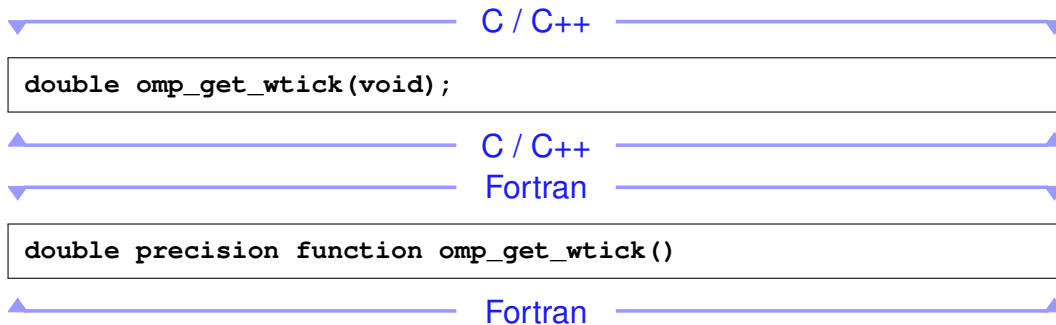 C / C++
double omp_get_wtick(void);
C / C++
Fortran
double precision function omp_get_wtick()
Fortran